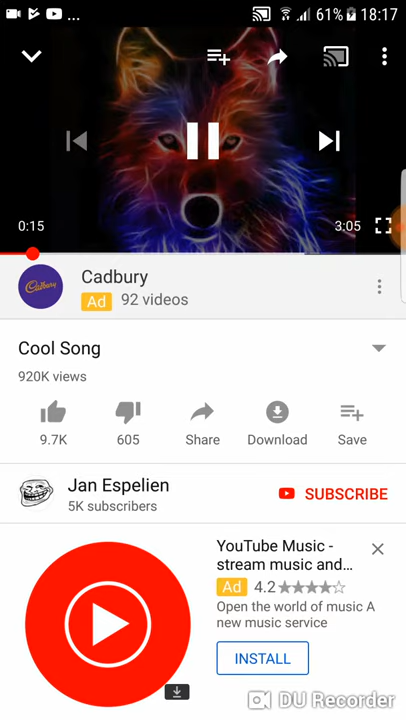 ... 61% 18:17
0:15 3:05
Cadbury
Cadbury
Ad 92 videos
Cool Song
920K views
9.7K 605 Share Download Save
Jan Espelien
5K subscribers
SUBSCRIBE
YouTube Music -
stream music and...
Ad 4.2
Open the world of music A
new music service
INSTALL
DU Recorder